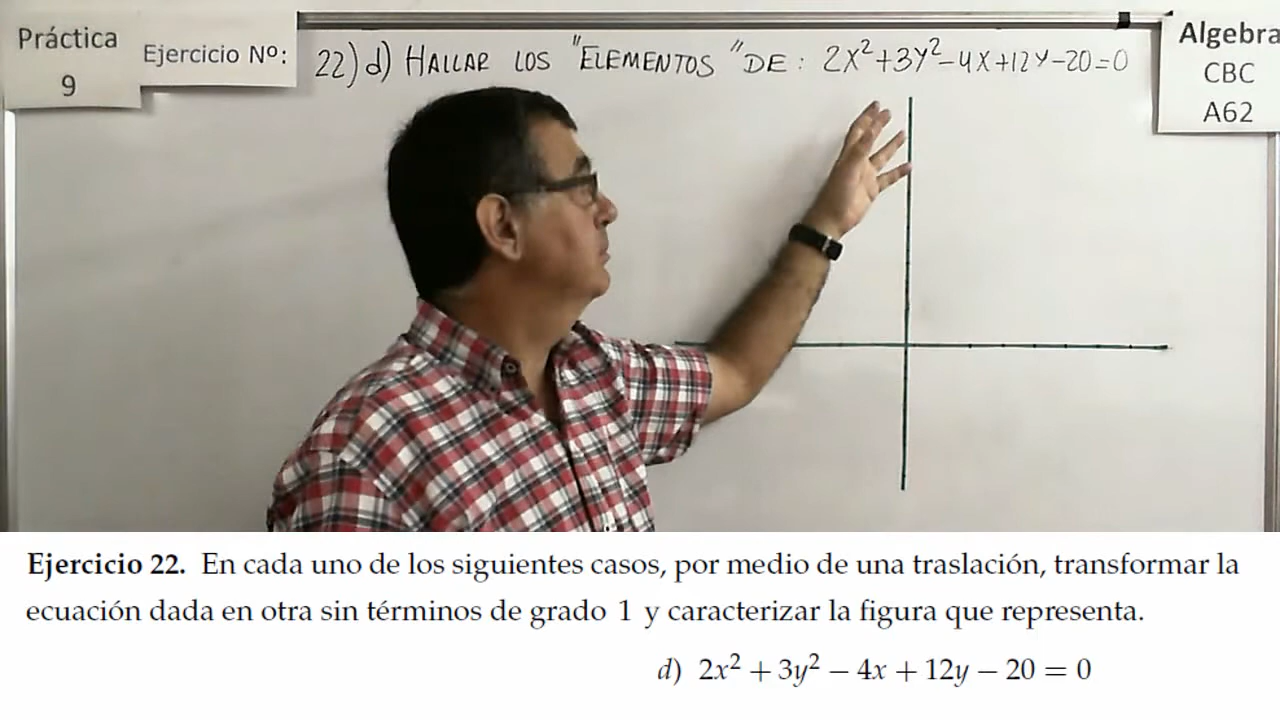 Práctica
9
Ejercicio Nº:
22) d) HALLAR LOS "ELEMENTOS" DE: 2X²+3Y²-4X+12Y-20=0
Algebra
CBC
A62
Ejercicio 22. En cada uno de los siguientes casos, por medio de una traslación, transformar la
ecuación dada en otra sin términos de grado 1 y caracterizar la figura que representa.
d) 2x² + 3y² − 4x + 12y − 20 = 0